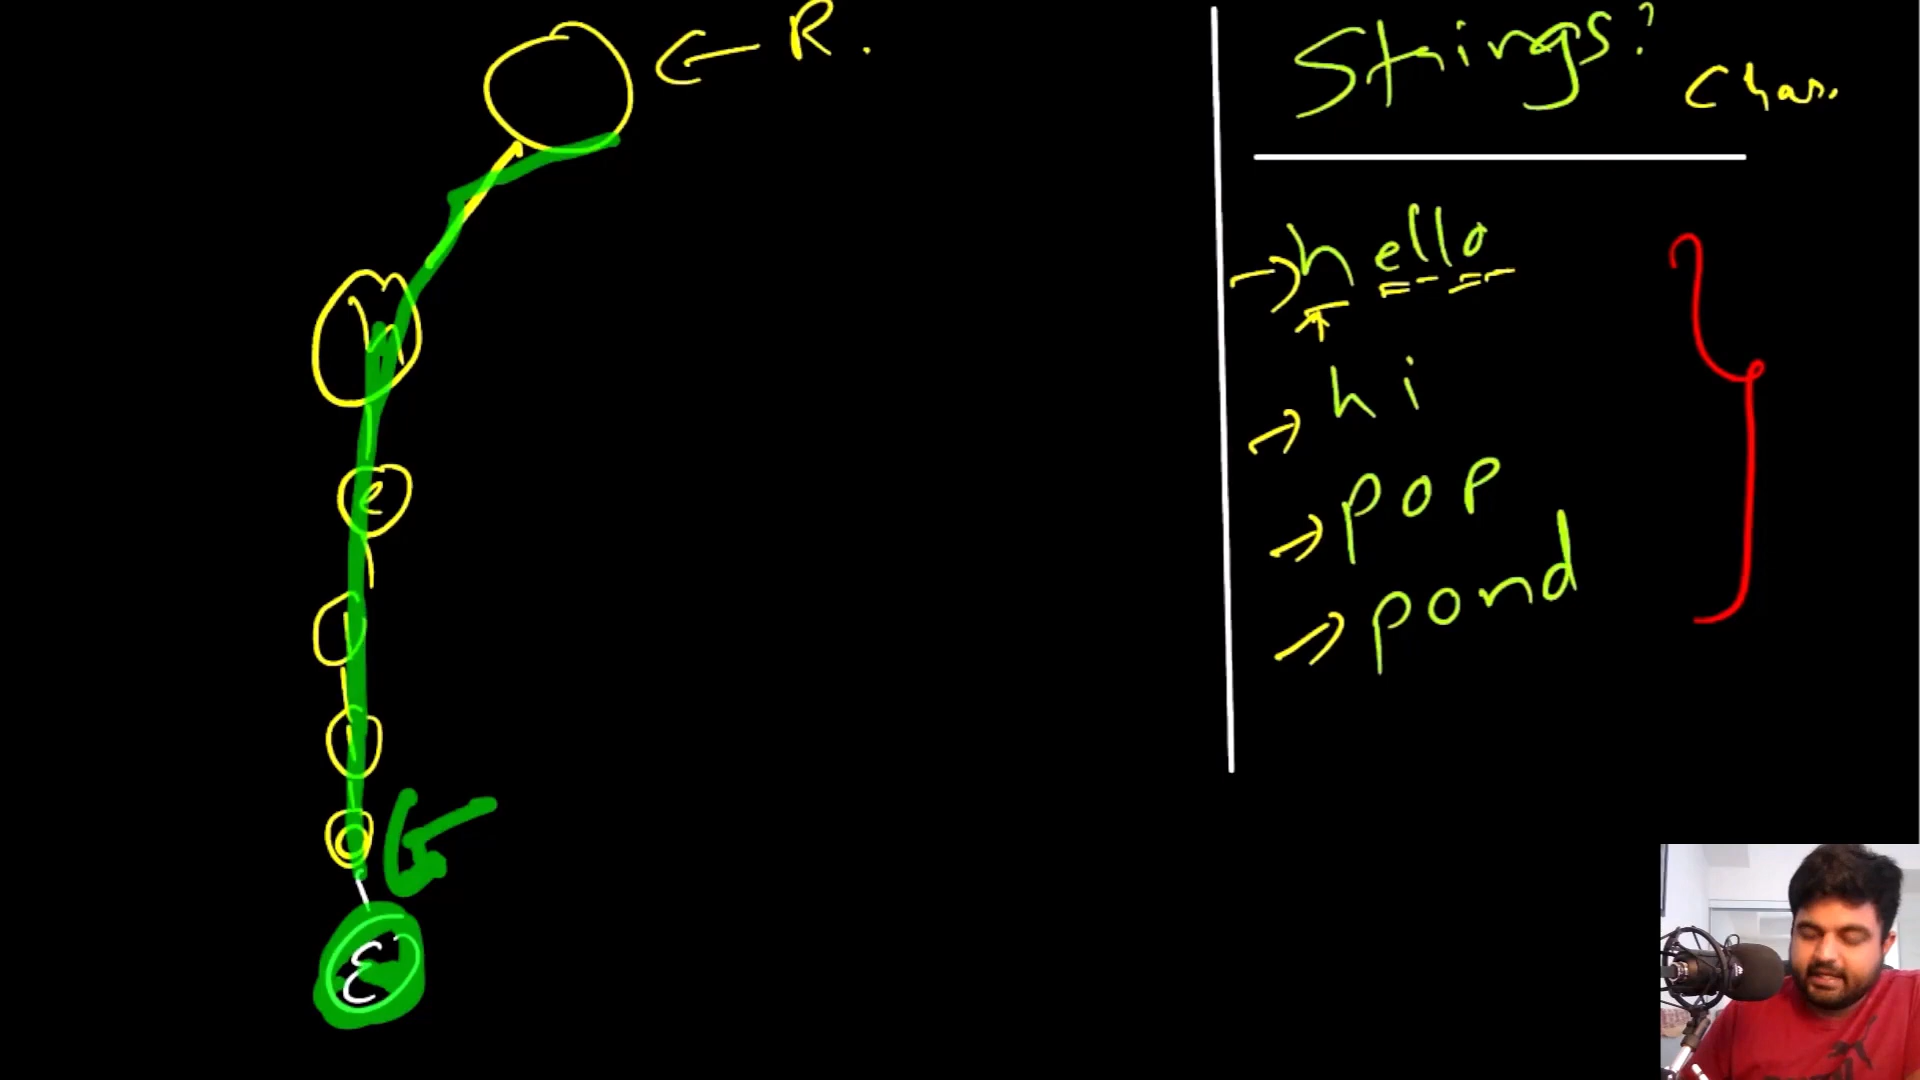 R.
h
e
l
l
o
ε
Strings?
Char.
hello
hi
pop
pond